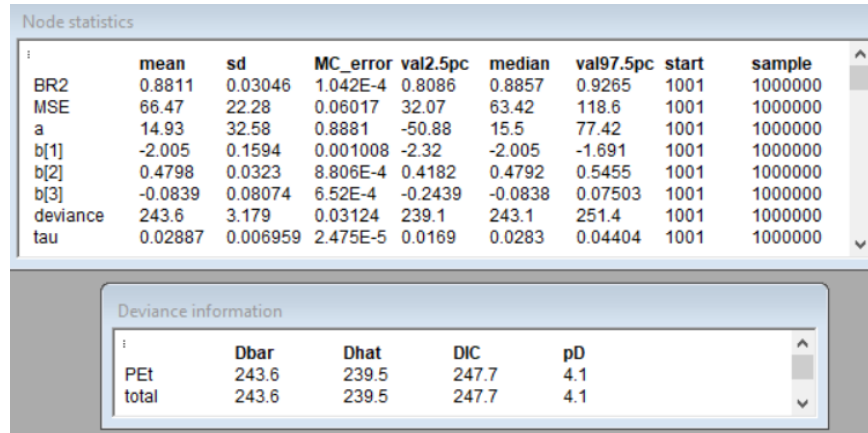 Node statistics
mean sd MC_error val2.5pc median val97.5pc start sample
BR2 0.8811 0.03046 1.042E-4 0.8086 0.8857 0.9265 1001 1000000
MSE 66.47 22.28 0.06017 32.07 63.42 118.6 1001 1000000
a 14.93 32.58 0.8881 -50.88 15.5 77.42 1001 1000000
b[1] -2.005 0.1594 0.001008 -2.32 -2.005 -1.691 1001 1000000
b[2] 0.4798 0.0323 8.806E-4 0.4182 0.4792 0.5455 1001 1000000
b[3] -0.0839 0.08074 6.52E-4 -0.2439 -0.0838 0.07503 1001 1000000
deviance 243.6 3.179 0.03124 239.1 243.1 251.4 1001 1000000
tau 0.02887 0.006959 2.475E-5 0.0169 0.0283 0.04404 1001 1000000
Deviance information
Dbar Dhat DIC pD
PEt 243.6 239.5 247.7 4.1
total 243.6 239.5 247.7 4.1